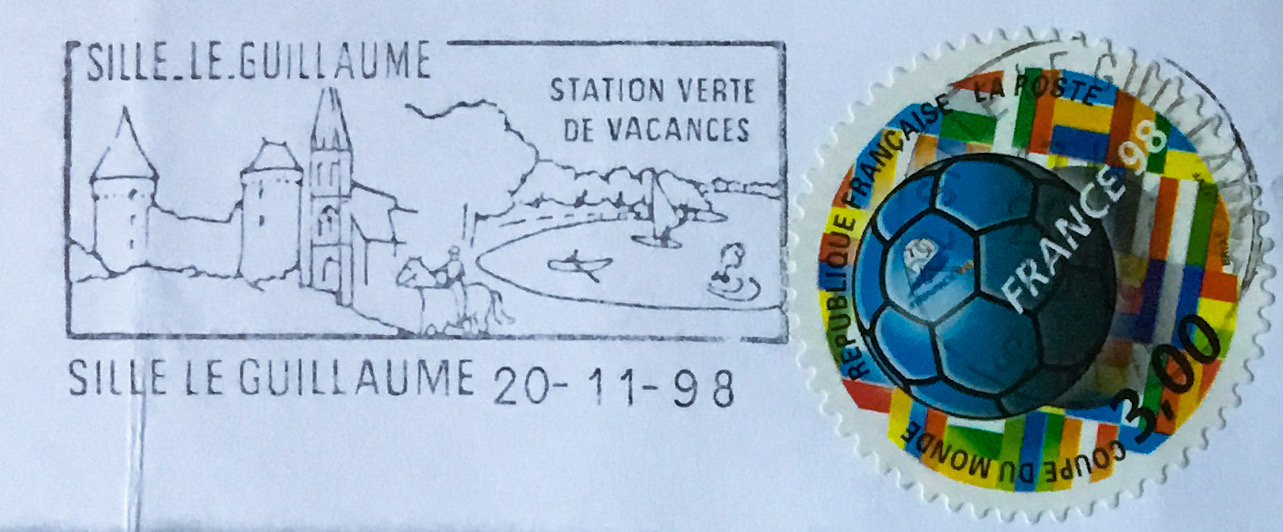 SILLE_LE.GUILLAUME
STATION VERTE
DE VACANCES
SILLE LE GUILLAUME 20-11-98
RÉPUBLIQUE FRANÇAISE LA POSTE
FRANCE 98
3,00
COUPE DU MONDE